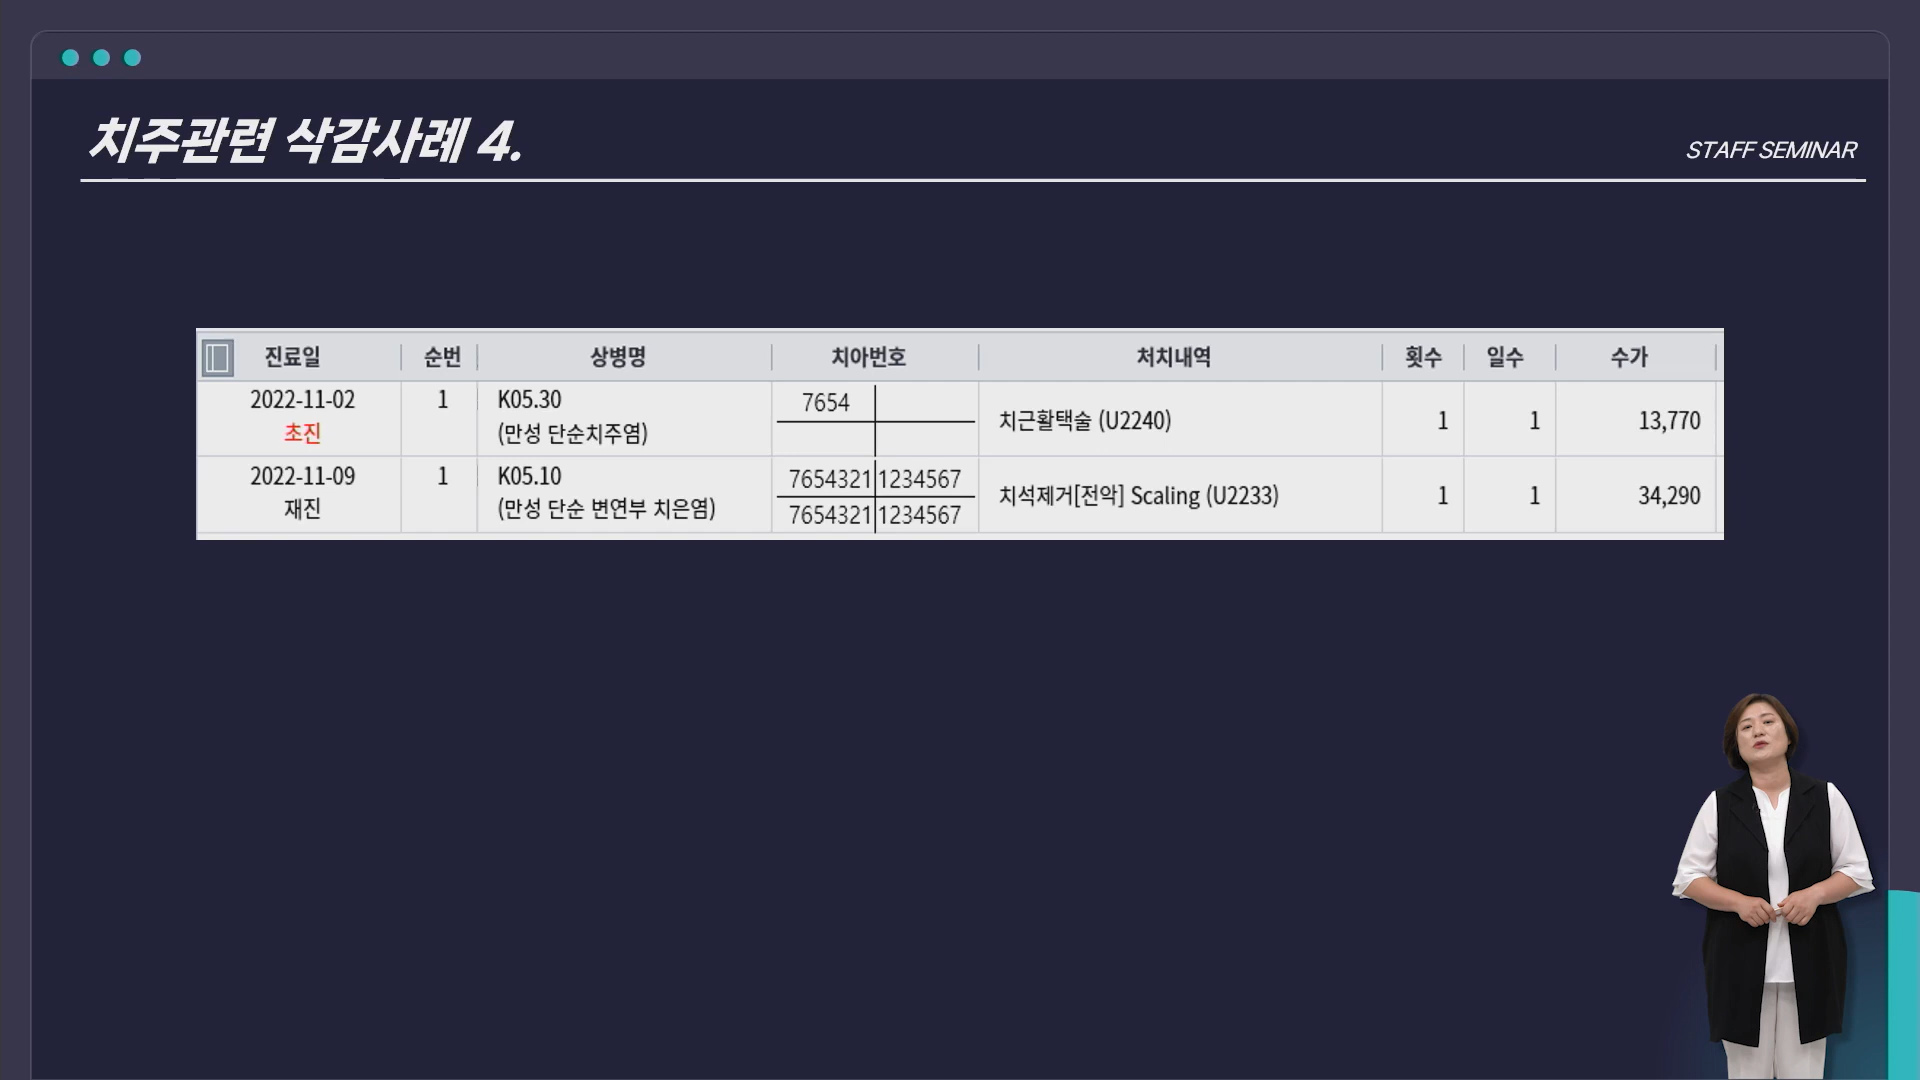 치주관련 삭감사례 4.
STAFF SEMINAR
진료일 순번 상병명 치아번호 처치내역 횟수 일수 수가
2022-11-02 1 K05.30 7654 치근활택술 (U2240) 1 1 13,770
초진 (만성 단순치주염)
2022-11-09 1 K05.10 7654321 1234567 치석제거[전악] Scaling (U2233) 1 1 34,290
재진 (만성 단순 변연부 치은염) 7654321 1234567